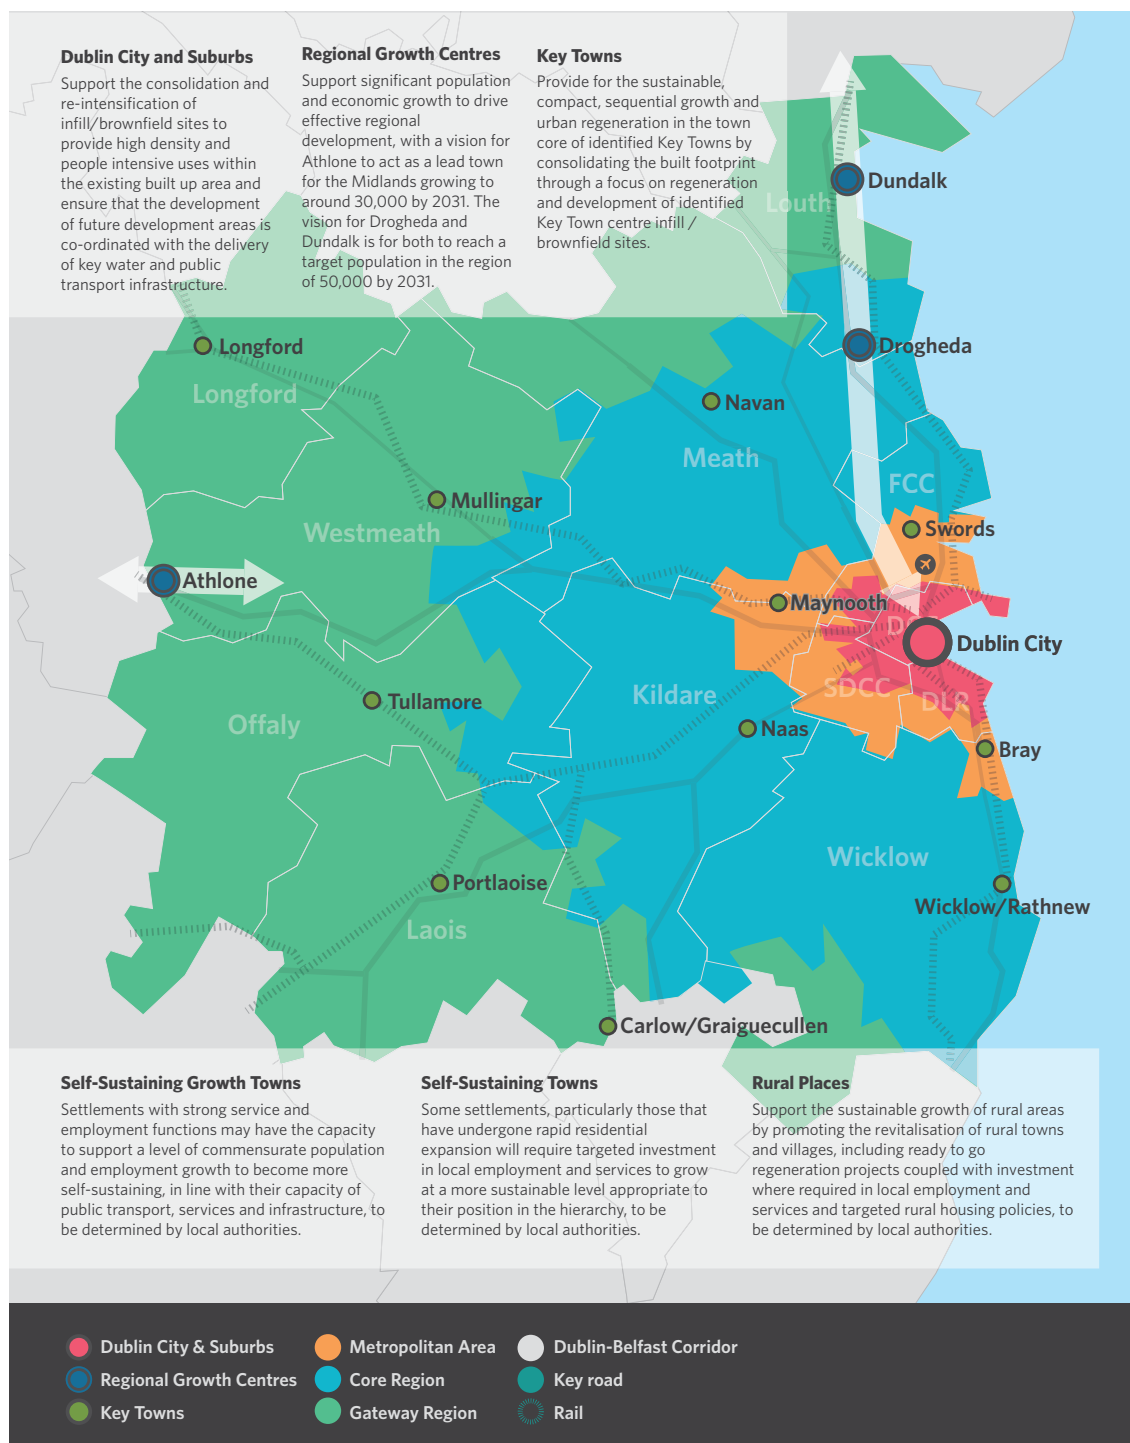 Dublin City and Suburbs
Support the consolidation and
re-intensification of
infill/brownfield sites to
provide high density and
people intensive uses within
the existing built up area and
ensure that the development
of future development areas is
co-ordinated with the delivery
of key water and public
transport infrastructure.
Regional Growth Centres
Support significant population
and economic growth to drive
effective regional
development, with a vision for
Athlone to act as a lead town
for the Midlands growing to
around 30,000 by 2031. The
vision for Drogheda and
Dundalk is for both to reach a
target population in the region
of 50,000 by 2031.
Key Towns
Provide for the sustainable,
compact, sequential growth and
urban regeneration in the town
core of identified Key Towns by
consolidating the built footprint
through a focus on regeneration
and development of identified
Key Town centre infill /
brownfield sites.
Dundalk
Louth
Drogheda
Longford
Longford
Navan
Meath
FCC
Mullingar
Swords
Westmeath
Athlone
Maynooth
Dublin City
Kildare
SDCC
DLR
Tullamore
Offaly
Naas
Bray
Wicklow
Portlaoise
Wicklow/Rathnew
Laois
Carlow/Graiguecullen
Self-Sustaining Growth Towns
Settlements with strong service and
employment functions may have the capacity
to support a level of commensurate population
and employment growth to become more
self-sustaining, in line with their capacity of
public transport, services and infrastructure, to
be determined by local authorities.
Self-Sustaining Towns
Some settlements, particularly those that
have undergone rapid residential
expansion will require targeted investment
in local employment and services to grow
at a more sustainable level appropriate to
their position in the hierarchy, to be
determined by local authorities.
Rural Places
Support the sustainable growth of rural areas
by promoting the revitalisation of rural towns
and villages, including ready to go
regeneration projects coupled with investment
where required in local employment and
services and targeted rural housing policies, to
be determined by local authorities.
Dublin City & Suburbs
Metropolitan Area
Dublin-Belfast Corridor
Regional Growth Centres
Core Region
Key road
Key Towns
Gateway Region
Rail